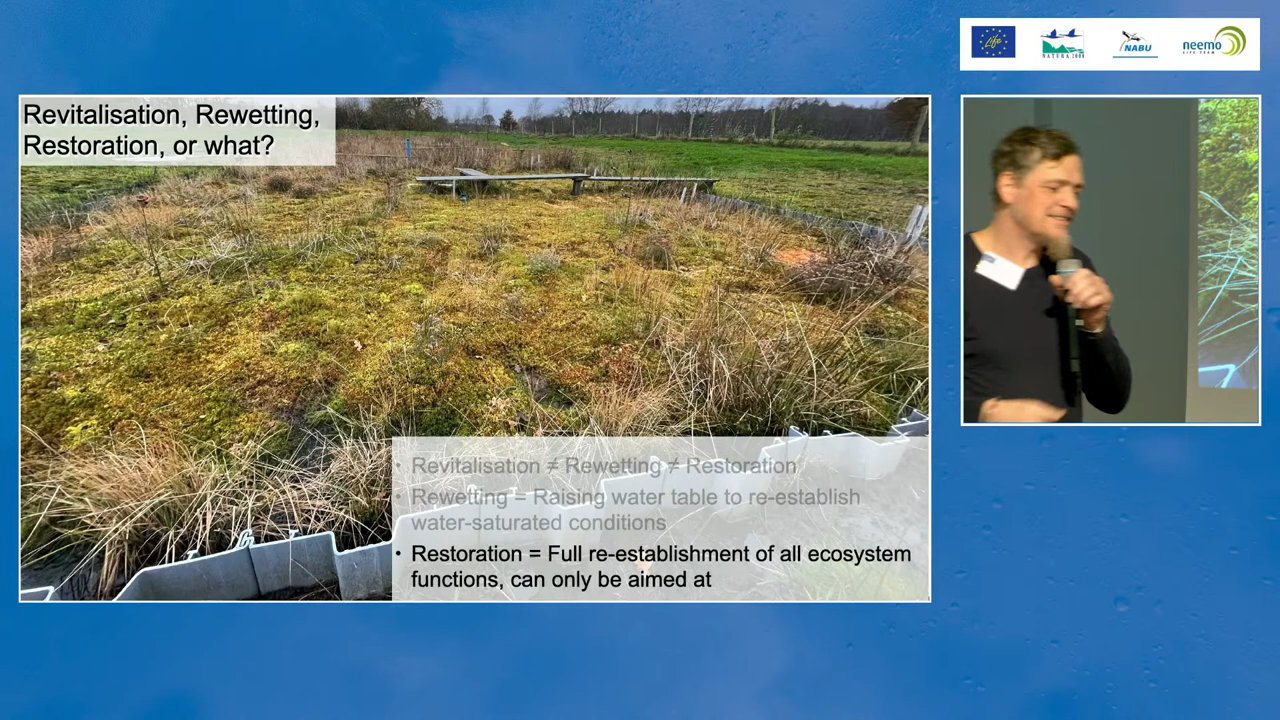 Life
NATURA 2000
NABU
neemo
LIFE TEAM
Revitalisation, Rewetting,
Restoration, or what?
• Revitalisation ≠ Rewetting ≠ Restoration
• Rewetting = Raising water table to re-establish
water-saturated conditions
• Restoration = Full re-establishment of all ecosystem
functions, can only be aimed at